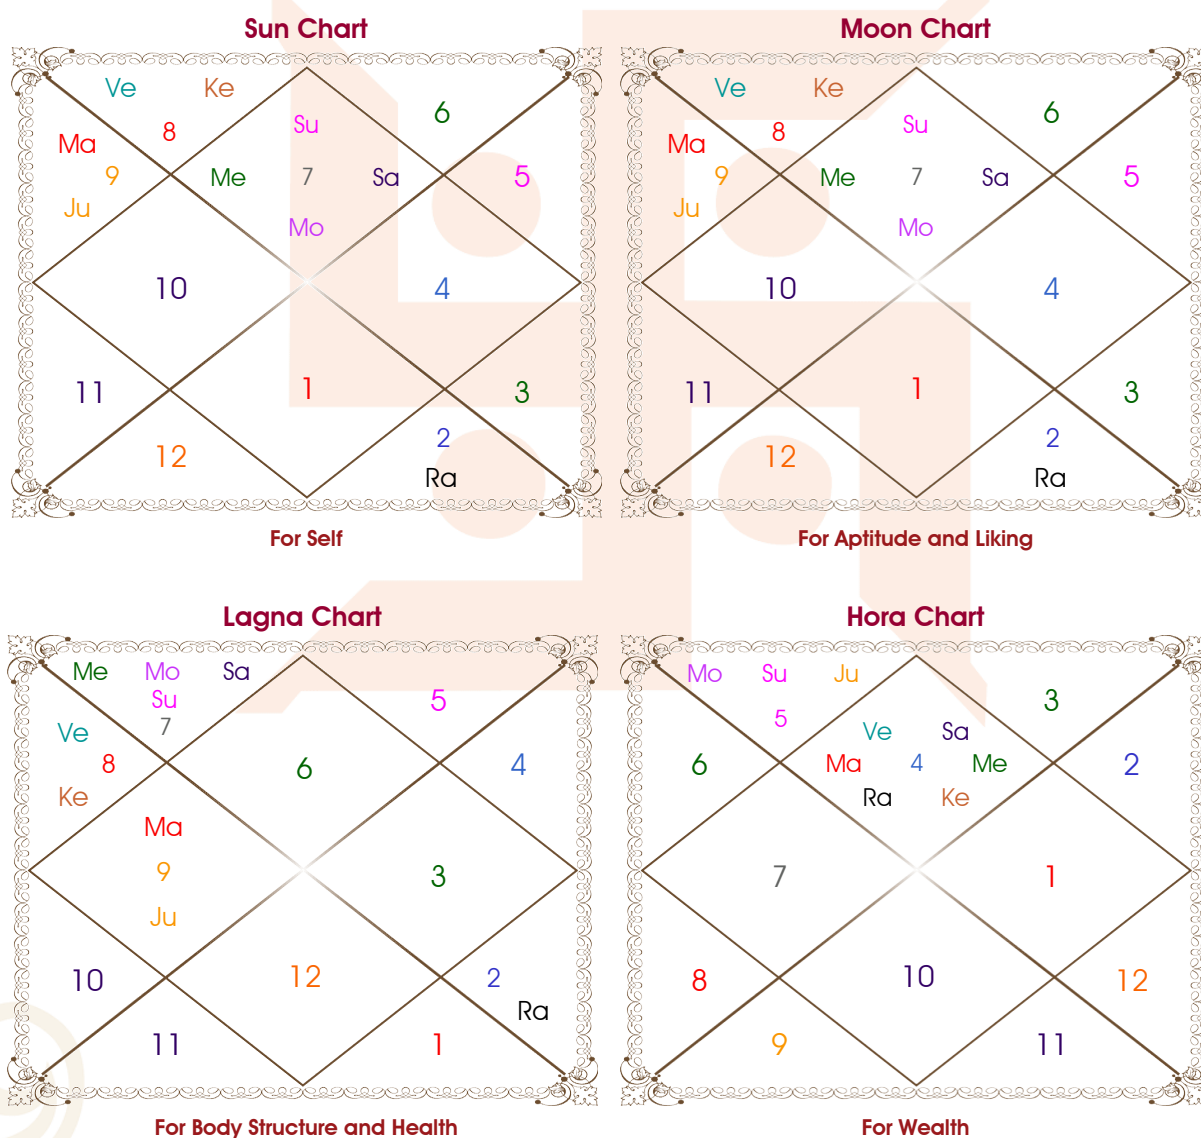 Sun Chart
Ve Ke
6
Su
8
Ma
9 Me 7 Sa 5
Ju
Mo
10 4
11 1 3
2
12
Ra
For Self
Moon Chart
Ve Ke
6
Su
8
Ma
9 Me 7 Sa 5
Ju
Mo
10 4
11 1 3
2
12
Ra
For Aptitude and Liking
Lagna Chart
Me Mo Sa
Su 5
7
Ve
8 6 4
Ke
Ma
9 3
Ju
10 12 2
Ra
11 1
For Body Structure and Health
Hora Chart
Mo Su Ju
3
5
Ve Sa
6 Ma 4 Me 2
Ra Ke
7 1
8 10 12
9 11
For Wealth